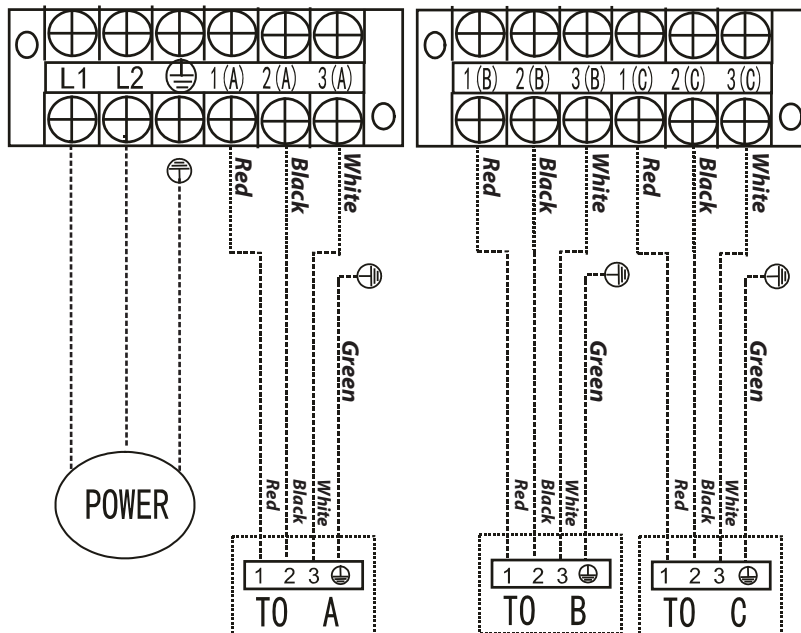 L1 L2 1(A) 2(A) 3(A)
1(B) 2(B) 3(B) 1(C) 2(C) 3(C)
Red Black White
Red Black White Red Black White
Green
Green Green
POWER
Red Black White
Red Black White Red Black White
1 2 3
1 2 3 1 2 3
TO A
TO B TO C